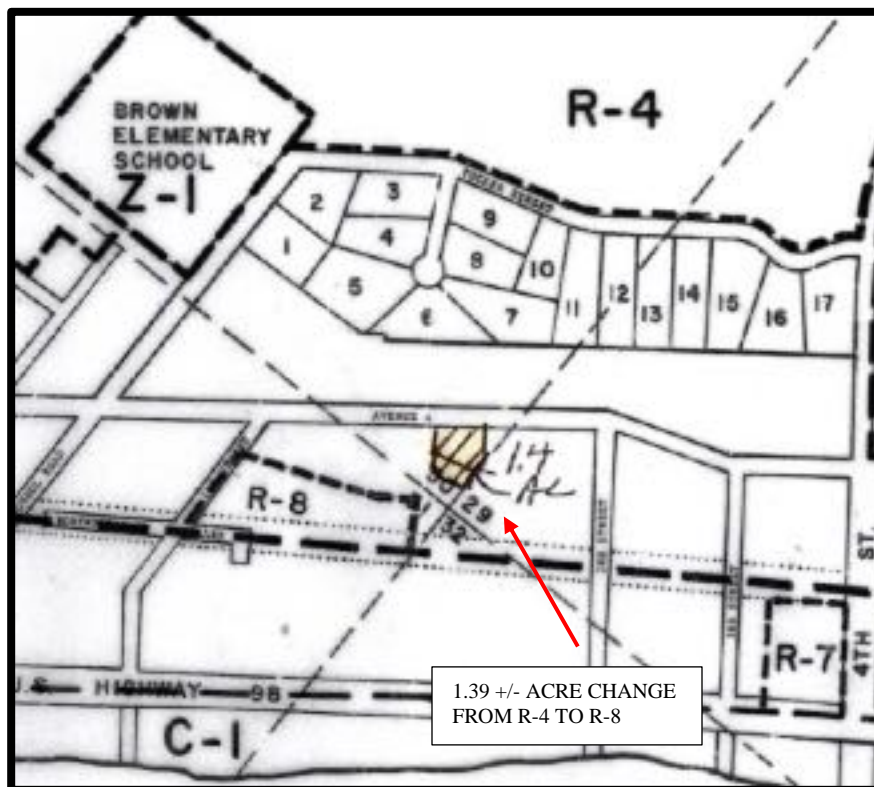 BROWN
ELEMENTARY
SCHOOL
Z-1
R-4
3
2
9
4
1
8
10
5
6
7
11
12
13
14
15
16
17
AVENUE A
1.4
AC
R-8
30
29
32
ST.
4TH
R-7
U.S. HIGHWAY 98
C-1
1.39 +/- ACRE CHANGE
FROM R-4 TO R-8